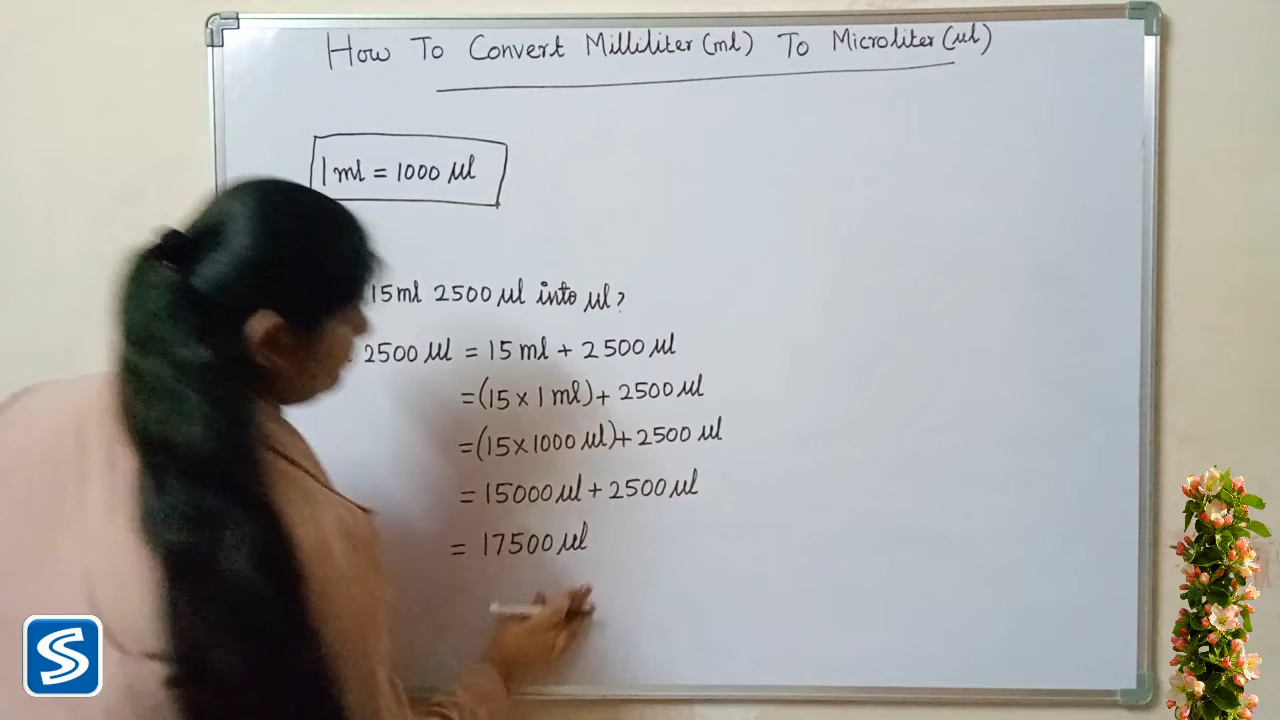 How To Convert Milliliter (ml) To Microliter (µl)
1 ml = 1000 µl
15ml 2500 µl into µl?
2500 µl = 15 ml + 2500 µl
= (15 × 1 ml) + 2500 µl
= (15×1000 µl) + 2500 µl
= 15000 µl + 2500 µl
= 17500 µl
S